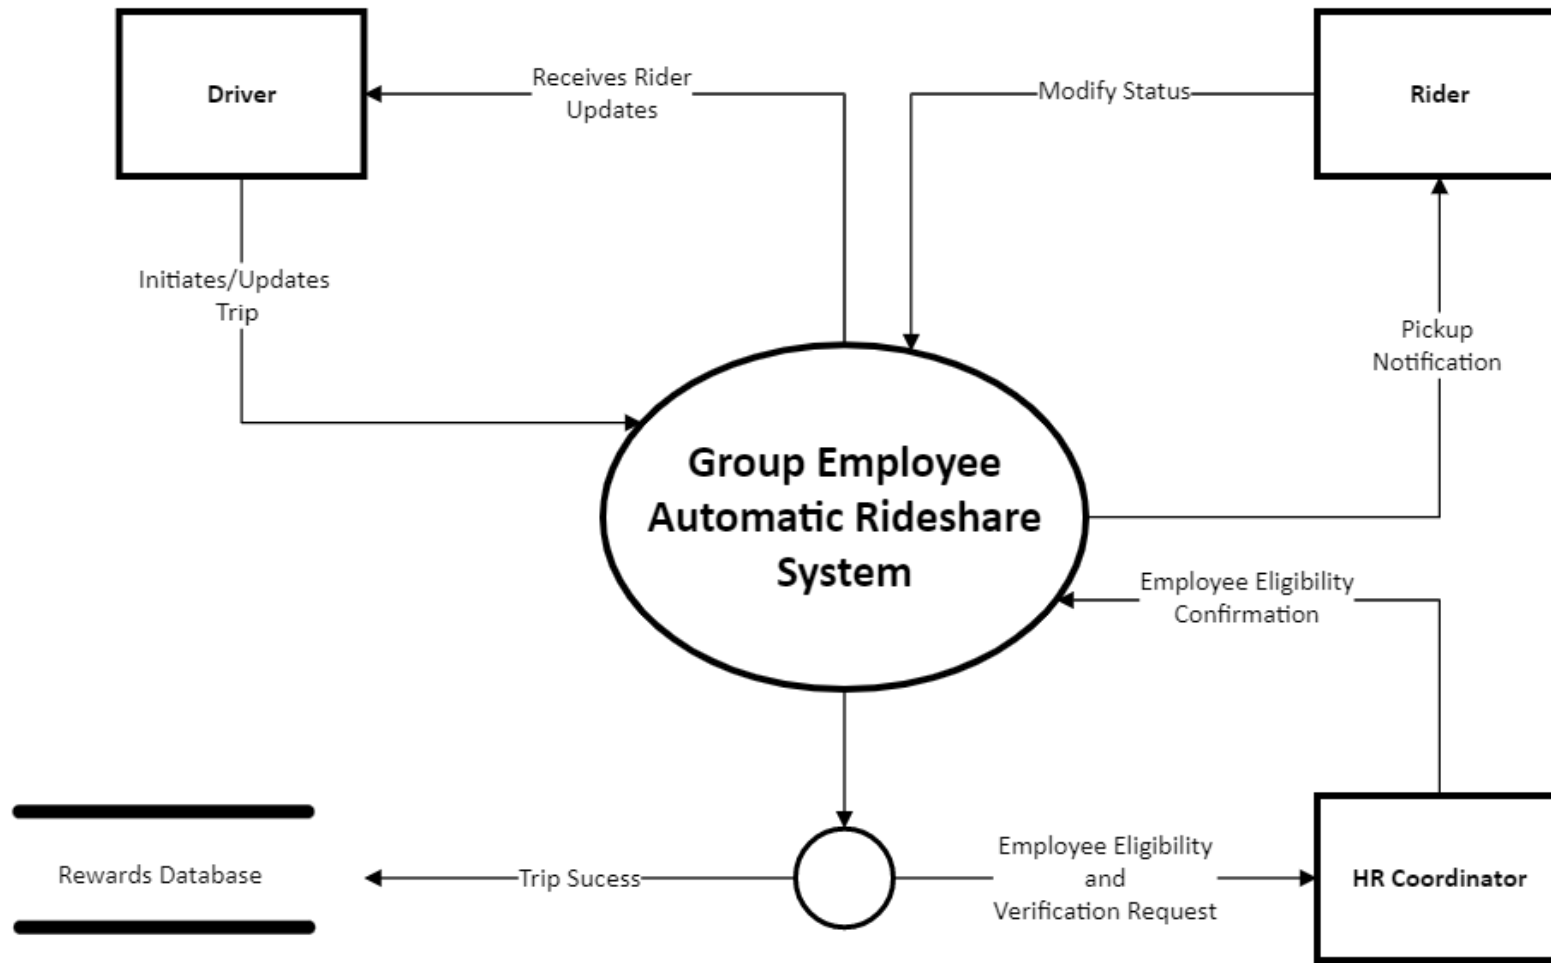 Driver
Receives Rider
Updates
Modify Status
Rider
Initiates/Updates
Trip
Pickup
Notification
Group Employee
Automatic Rideshare
System
Employee Eligibility
Confirmation
Rewards Database
Trip Sucess
Employee Eligibility
and
Verification Request
HR Coordinator